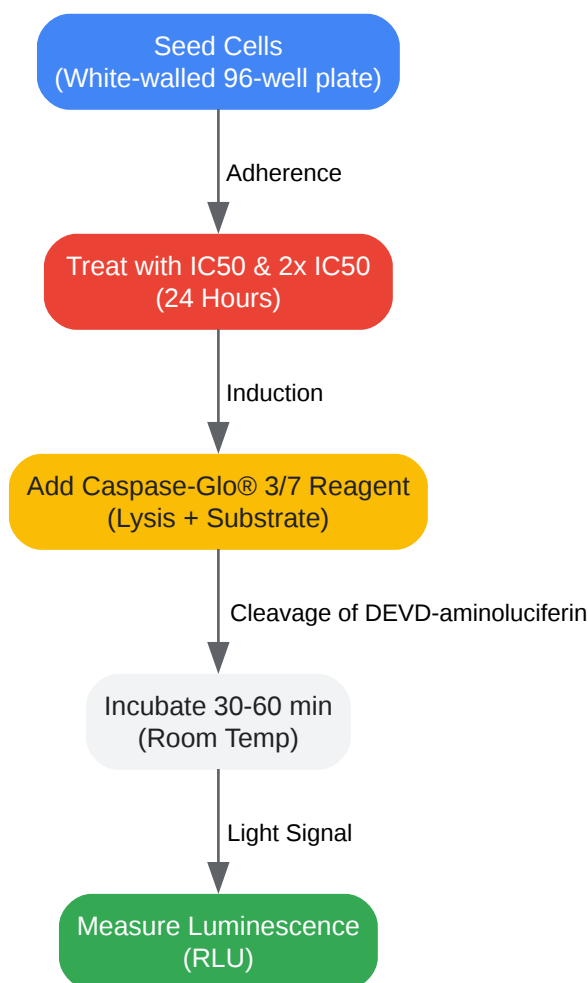 Seed Cells
(White-walled 96-well plate)
Adherence
Treat with IC50 & 2x IC50
(24 Hours)
Induction
Add Caspase-Glo® 3/7 Reagent
(Lysis + Substrate)
Cleavage of DEVD-aminoluciferin
Incubate 30-60 min
(Room Temp)
Light Signal
Measure Luminescence
(RLU)